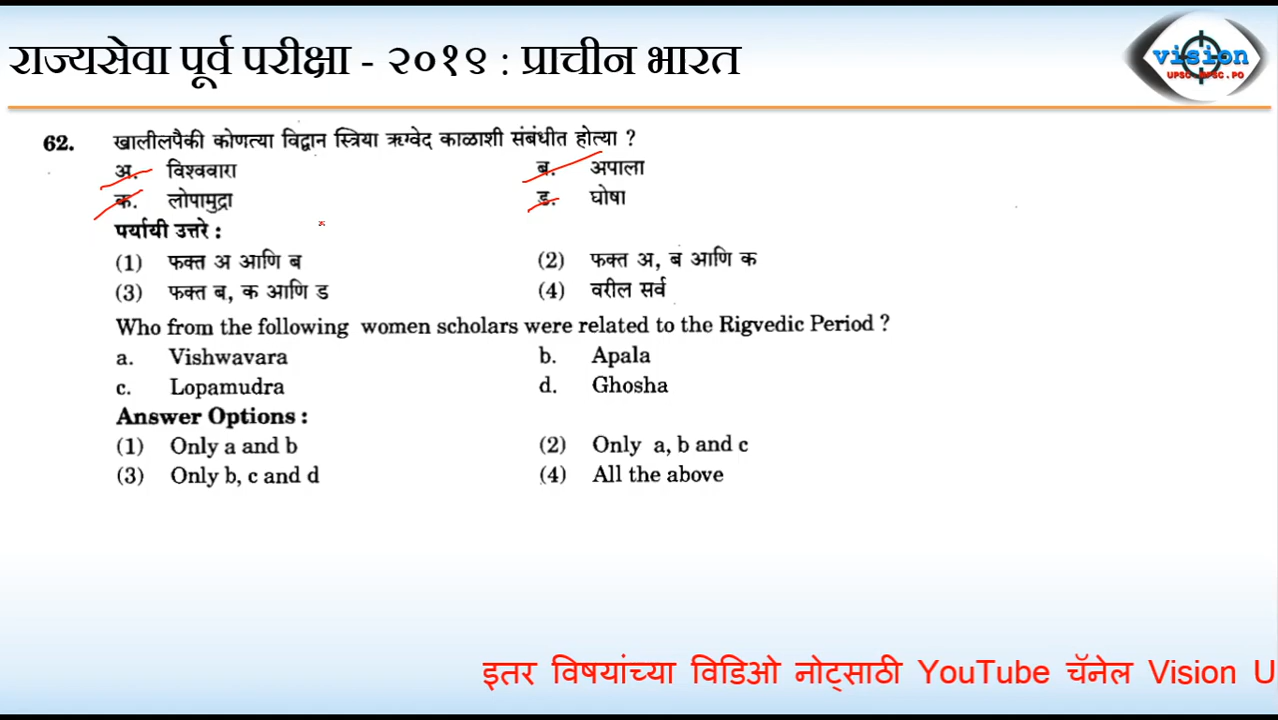 राज्यसेवा पूर्व परीक्षा - २०१९ : प्राचीन भारत
vision
UPSC MPSC.PO
62. खालीलपैकी कोणत्या विद्वान स्त्रिया ऋग्वेद काळाशी संबंधीत होत्या ?
अ. विश्ववारा ब. अपाला
क. लोपामुद्रा ड. घोषा
पर्यायी उत्तरे :
(1) फक्त अ आणि ब (2) फक्त अ, ब आणि क
(3) फक्त ब, क आणि ड (4) वरील सर्व
Who from the following women scholars were related to the Rigvedic Period ?
a. Vishwavara b. Apala
c. Lopamudra d. Ghosha
Answer Options :
(1) Only a and b (2) Only a, b and c
(3) Only b, c and d (4) All the above
इतर विषयांच्या विडिओ नोट्साठी YouTube चॅनेल Vision U